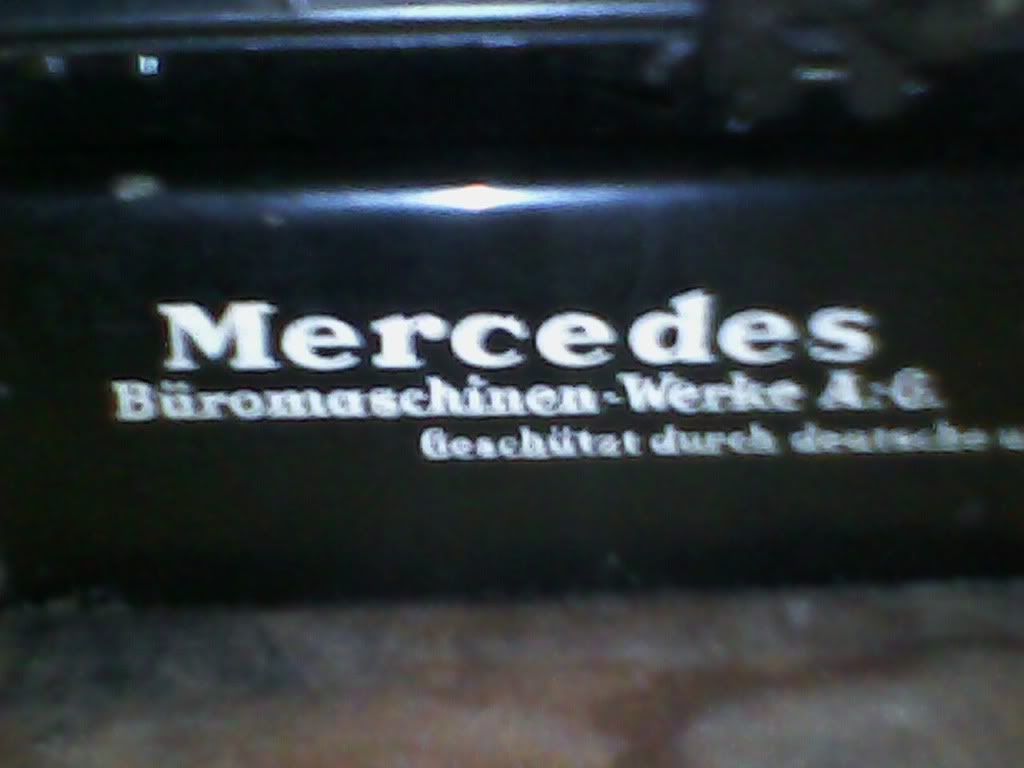 Mercedes
Büromaschinen-Werke A.-G.
Geschützt durch deutsche u